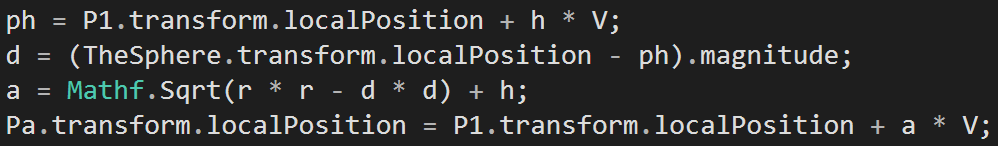 ph = P1.transform.localPosition + h * V;
d = (TheSphere.transform.localPosition - ph).magnitude;
a = Mathf.Sqrt(r * r - d * d) + h;
Pa.transform.localPosition = P1.transform.localPosition + a * V;